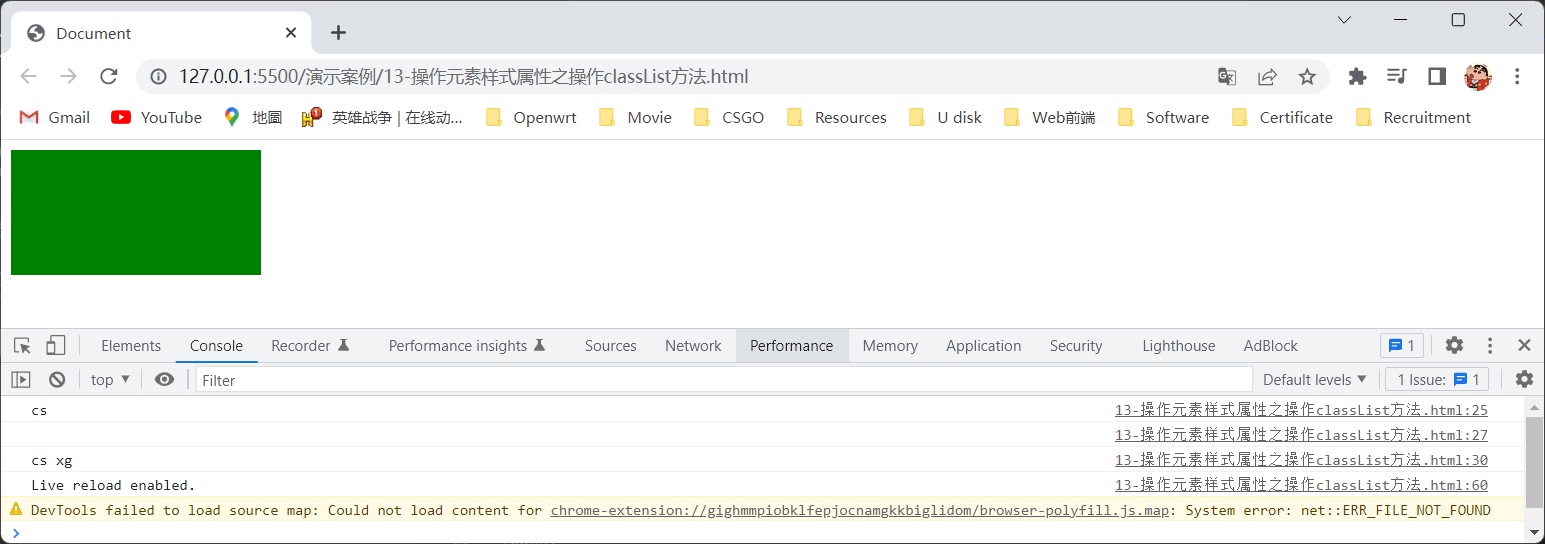 Document
127.0.0.1:5500/演示案例/13-操作元素样式属性之操作classList方法.html
Gmail YouTube 地圖 英雄战争 | 在线动... Openwrt Movie CSGO Resources U disk Web前端 Software Certificate Recruitment
Elements Console Recorder Performance insights Sources Network Performance Memory Application Security Lighthouse AdBlock 1
top Filter Default levels 1 Issue: 1
cs 13-操作元素样式属性之操作classList方法.html:25
13-操作元素样式属性之操作classList方法.html:27
cs xg 13-操作元素样式属性之操作classList方法.html:30
Live reload enabled. 13-操作元素样式属性之操作classList方法.html:60
DevTools failed to load source map: Could not load content for chrome-extension://gighmmpiobklfepjocnamgkkbiglidom/browser-polyfill.js.map: System error: net::ERR_FILE_NOT_FOUND